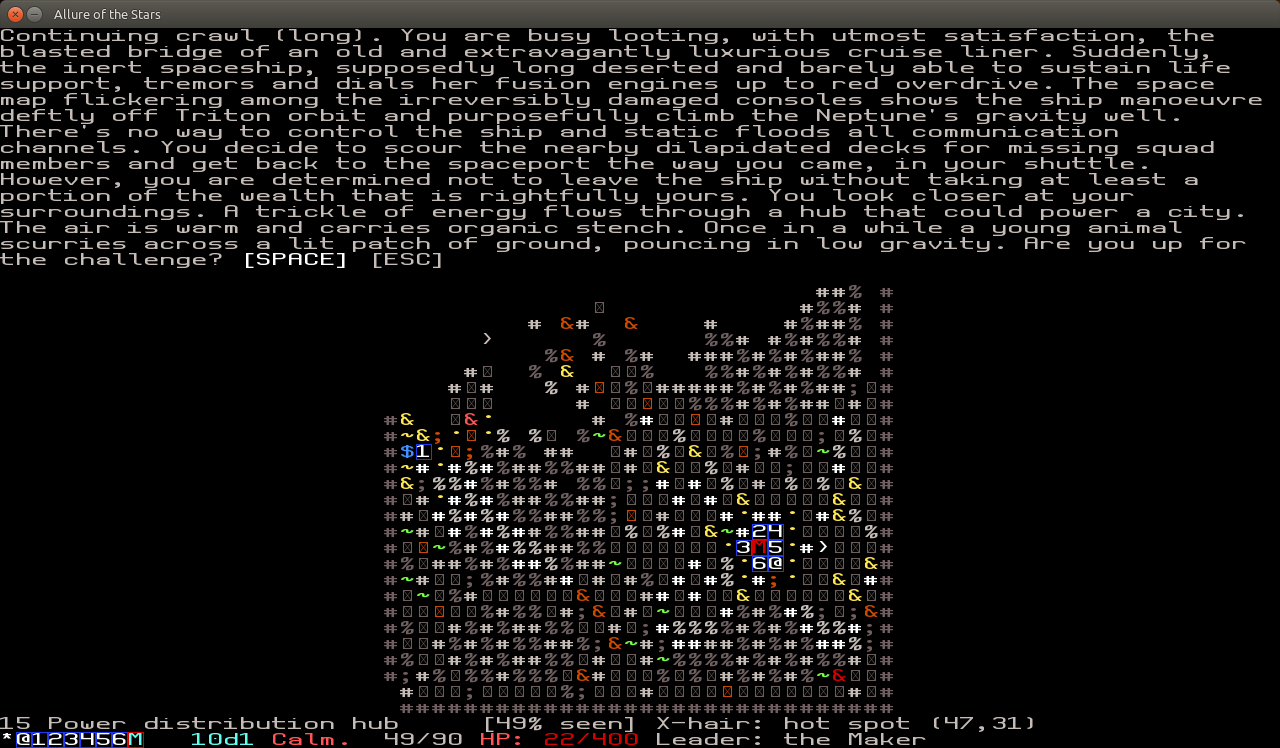 Allure of the Stars
Continuing crawl (long). You are busy looting, with utmost satisfaction, the
blasted bridge of an old and extravagantly luxurious cruise liner. Suddenly,
the inert spaceship, supposedly long deserted and barely able to sustain life
support, tremors and dials her fusion engines up to red overdrive. The space
map flickering among the irreversibly damaged consoles shows the ship manoeuvre
deftly off Triton orbit and purposefully climb the Neptune's gravity well.
There's no way to control the ship and static floods all communication
channels. You decide to scour the nearby dilapidated decks for missing squad
members and get back to the spaceport the way you came, in your shuttle.
However, you are determined not to leave the ship without taking at least a
portion of the wealth that is rightfully yours. You look closer at your
surroundings. A trickle of energy flows through a hub that could power a city.
The air is warm and carries organic stench. Once in a while a young animal
scurries across a lit patch of ground, pouncing in low gravity. Are you up for
the challenge? [SPACE] [ESC]
15 Power distribution hub [49% seen] X-hair: hot spot (47,31)
*@123456M 10d1 Calm. 49/90 HP: 22/400 Leader: the Maker